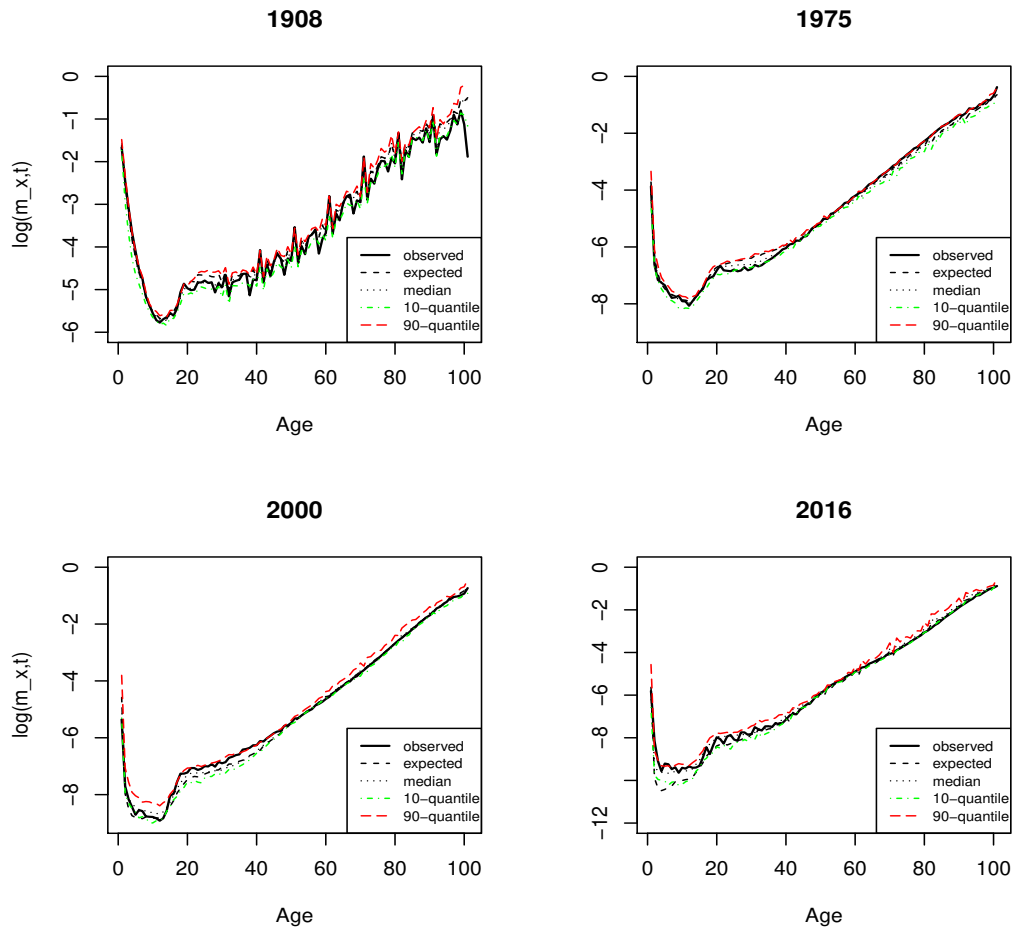 1908
log(m_x,t)
0
−1
−2
−3
−4
−5
−6
0 20 40 60 80 100
Age
observed
expected
median
10−quantile
90−quantile
1975
0
−2
−4
−6
−8
0 20 40 60 80 100
Age
observed
expected
median
10−quantile
90−quantile
2000
log(m_x,t)
0
−2
−4
−6
−8
0 20 40 60 80 100
Age
observed
expected
median
10−quantile
90−quantile
2016
0
−2
−4
−6
−8
−12
0 20 40 60 80 100
Age
observed
expected
median
10−quantile
90−quantile